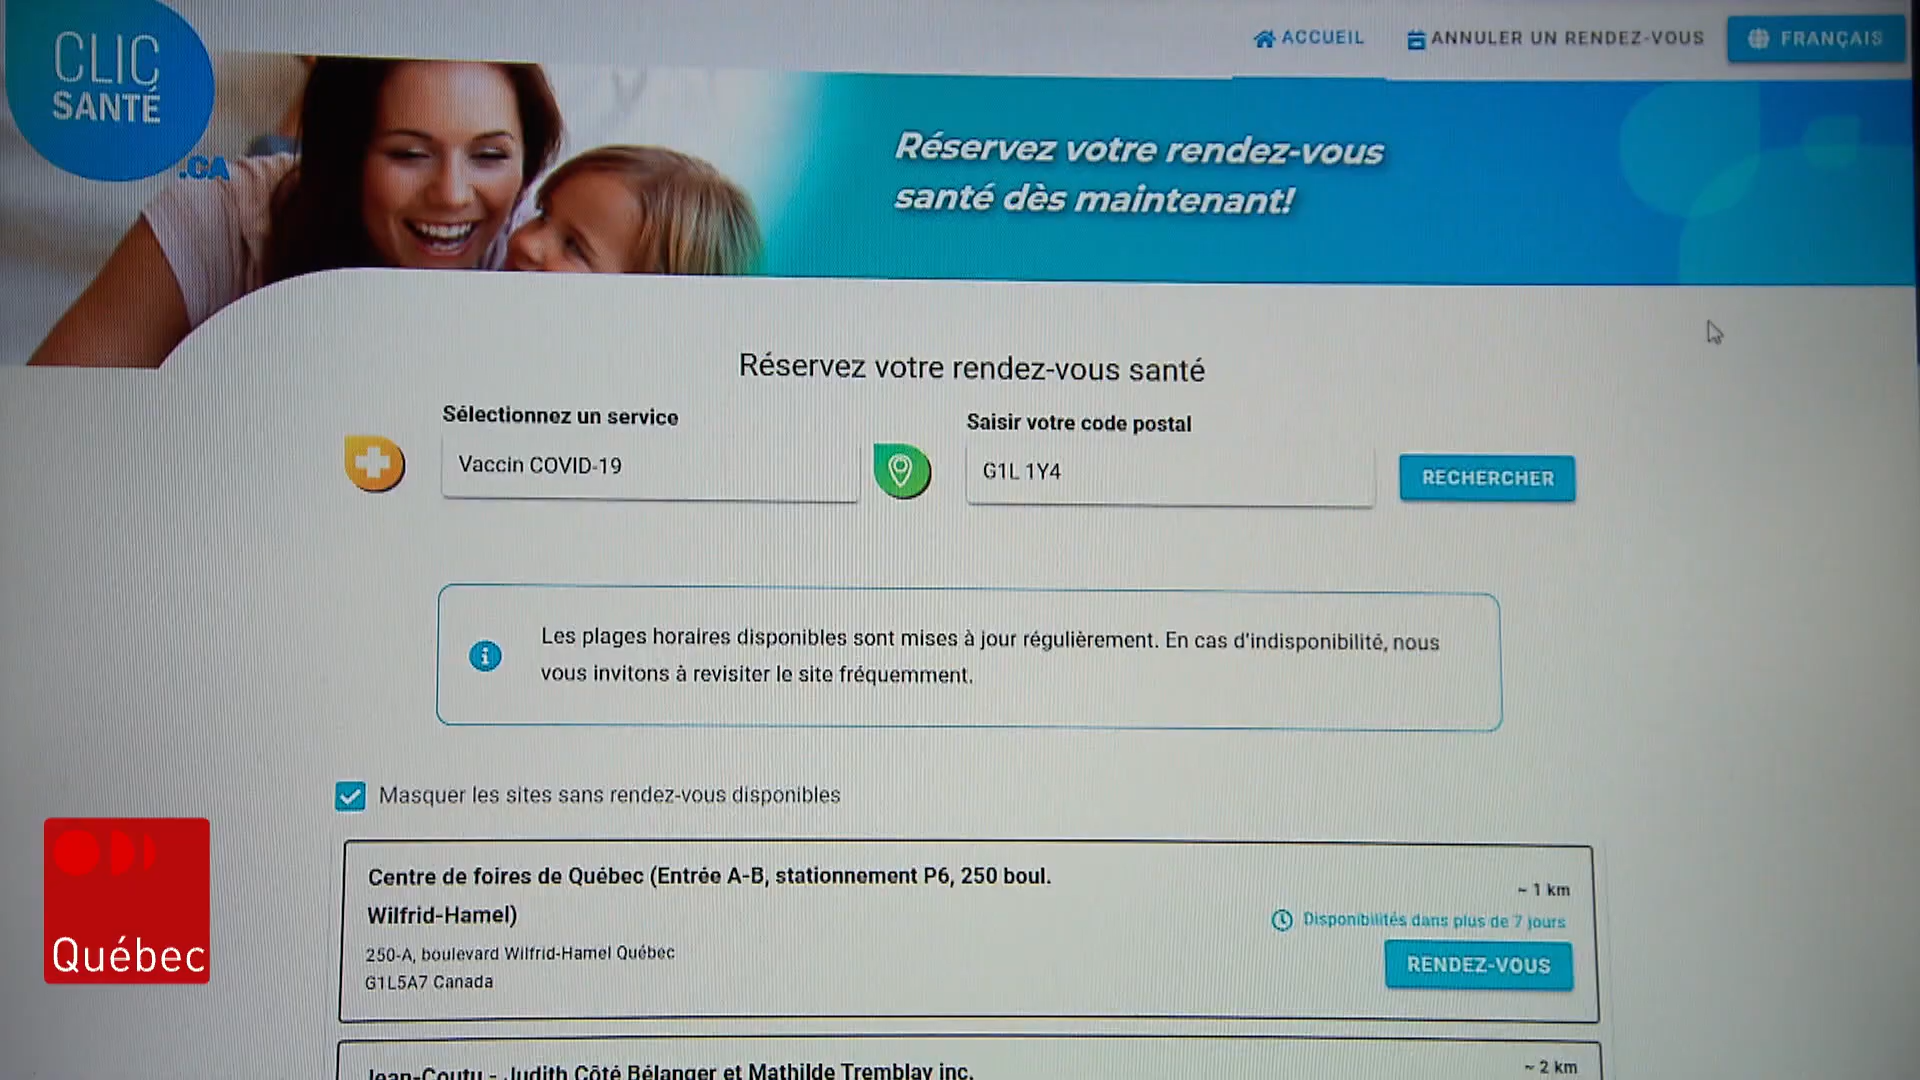 CLIC
SANTÉ
.CA
ACCUEIL
ANNULER UN RENDEZ-VOUS
FRANÇAIS
Réservez votre rendez-vous
santé dès maintenant!
Réservez votre rendez-vous santé
Sélectionnez un service
Vaccin COVID-19
Saisir votre code postal
G1L 1Y4
RECHERCHER
Les plages horaires disponibles sont mises à jour régulièrement. En cas d'indisponibilité, nous
vous invitons à revisiter le site fréquemment.
Masquer les sites sans rendez-vous disponibles
Centre de foires de Québec (Entrée A-B, stationnement P6, 250 boul.
Wilfrid-Hamel)
250-A, boulevard Wilfrid-Hamel Québec
G1L5A7 Canada
~ 1 km
Disponibilités dans plus de 7 jours
RENDEZ-VOUS
Jean-Coutu - Judith Côté Bélanger et Mathilde Tremblay inc.
~ 2 km
Québec